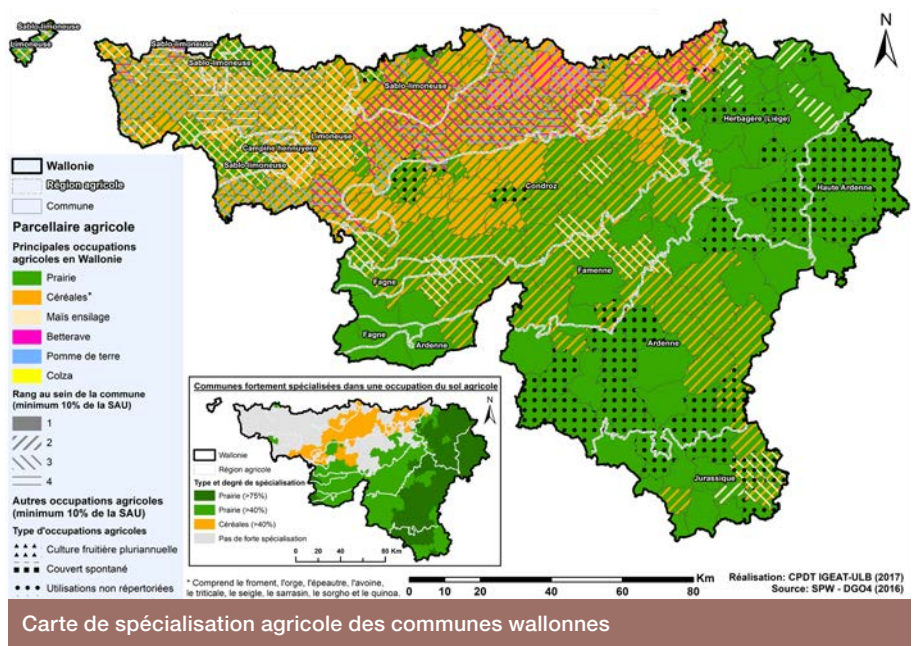 Sablo-limoneuse
Limoneuse
Sablo-limoneuse
Sablo-limoneuse
Sablo-limoneuse
Limoneuse
Campine hennuyère
Sablo-limoneuse
Herbagère (Liège)
Haute Ardenne
Condroz
Famenne
Fagne
Fagne
Ardenne
Ardenne
Jurassique
N
Wallonie
Région agricole
Commune
Parcellaire agricole
Principales occupations
agricoles en Wallonie
Prairie
Céréales*
Maïs ensilage
Betterave
Pomme de terre
Colza
Rang au sein de la commune
(minimum 10% de la SAU)
1
2
3
4
Autres occupations agricoles
(minimum 10% de la SAU)
Type d'occupations agricoles
Culture fruitière pluriannuelle
Couvert spontané
Utilisations non répertoriées
Communes fortement spécialisées dans une occupation du sol agricole
N
Wallonie
Région agricole
Type et degré de spécialisation
Prairie (>75%)
Prairie (>40%)
Céréales (>40%)
Pas de forte spécialisation
0 20 40 80 Km
* Comprend le froment, l'orge, l'épeautre, l'avoine,
le triticale, le seigle, le sarrasin, le sorgho et le quinoa.
Km
0 10 20 40 60 80
Réalisation: CPDT IGEAT-ULB (2017)
Source: SPW - DGO4 (2016)
Carte de spécialisation agricole des communes wallonnes